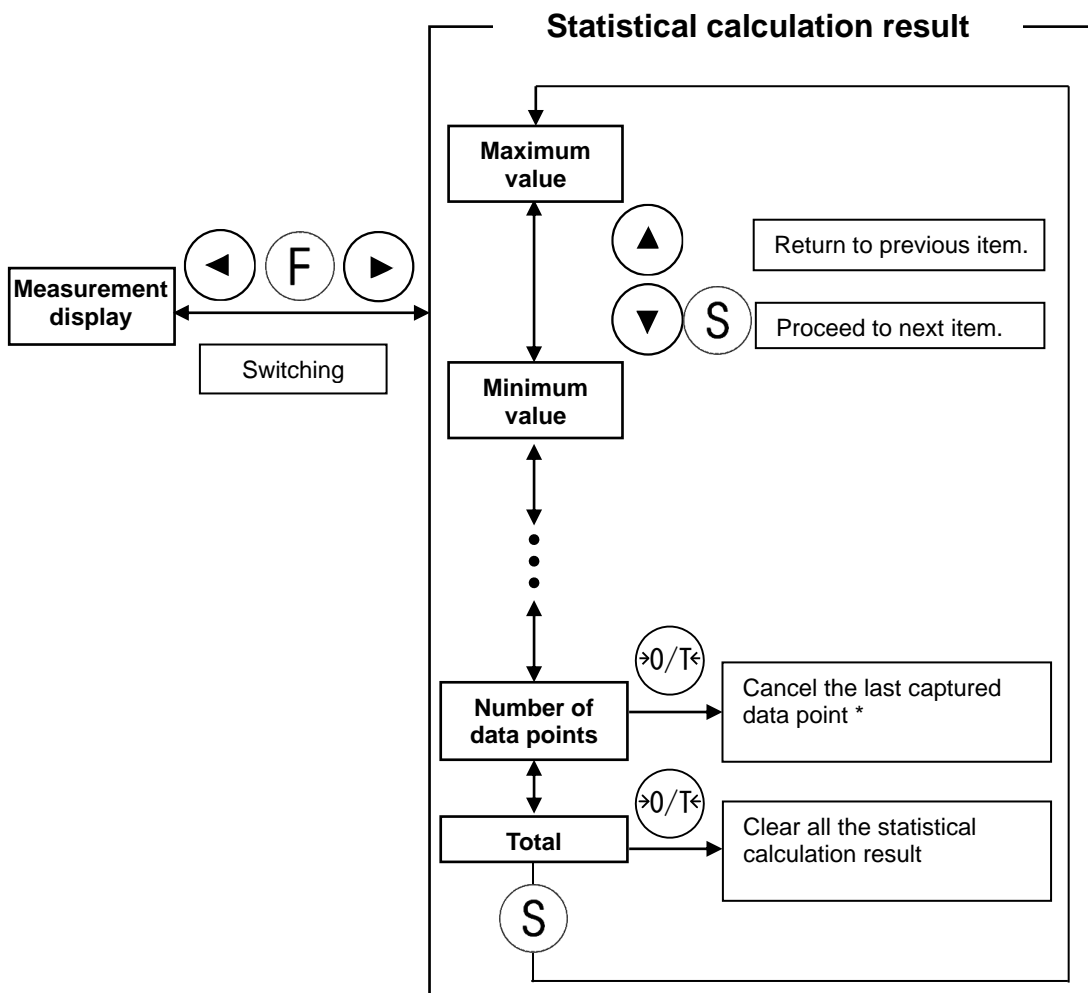 Statistical calculation result
Maximum
value
▲
Return to previous item.
◄ F ►
Measurement
display
▼ S
Proceed to next item.
Switching
Minimum
value
→0/T←
Number of
data points
Cancel the last captured
data point *
→0/T←
Total
Clear all the statistical
calculation result
S